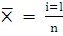 X̅ = i=1
n